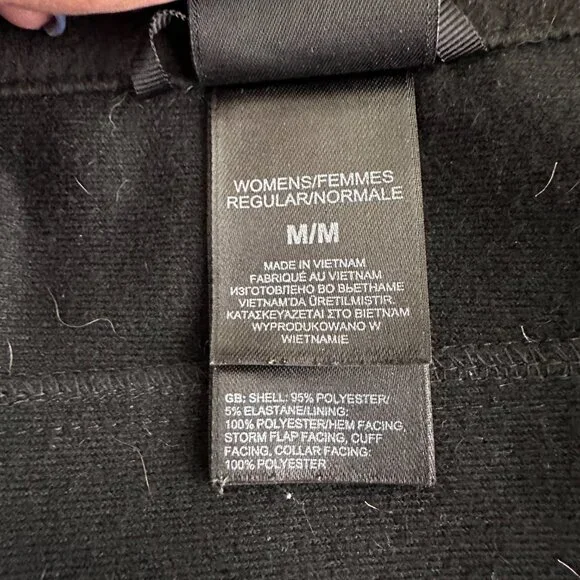 WOMENS/FEMMES
REGULAR/NORMALE
M/M
MADE IN VIETNAM
FABRIQUÉ AU VIETNAM
ИЗГОТОВЛЕНО ВО ВЬЕТНАМЕ
VIETNAM'DA ÜRETILMISTIR.
ΚΑΤΑΣΚΕΥΑΖΕΤΑΙ ΣΤΟ ΒΙΕΤΝΑΜ
WYPRODUKOWANO W
WIETNAMIE
GB: SHELL: 95% POLYESTER/
5% ELASTANE/LINING:
100% POLYESTER/HEM FACING,
STORM FLAP FACING, CUFF
FACING, COLLAR FACING:
100% POLYESTER